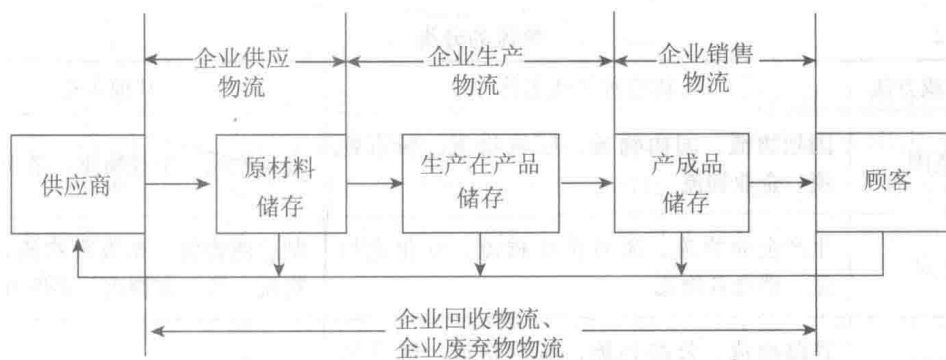 企业供应
物流
企业生产
物流
企业销售
物流
供应商
原材料
储存
生产在产品
储存
产成品
储存
顾客
企业回收物流、
企业废弃物物流